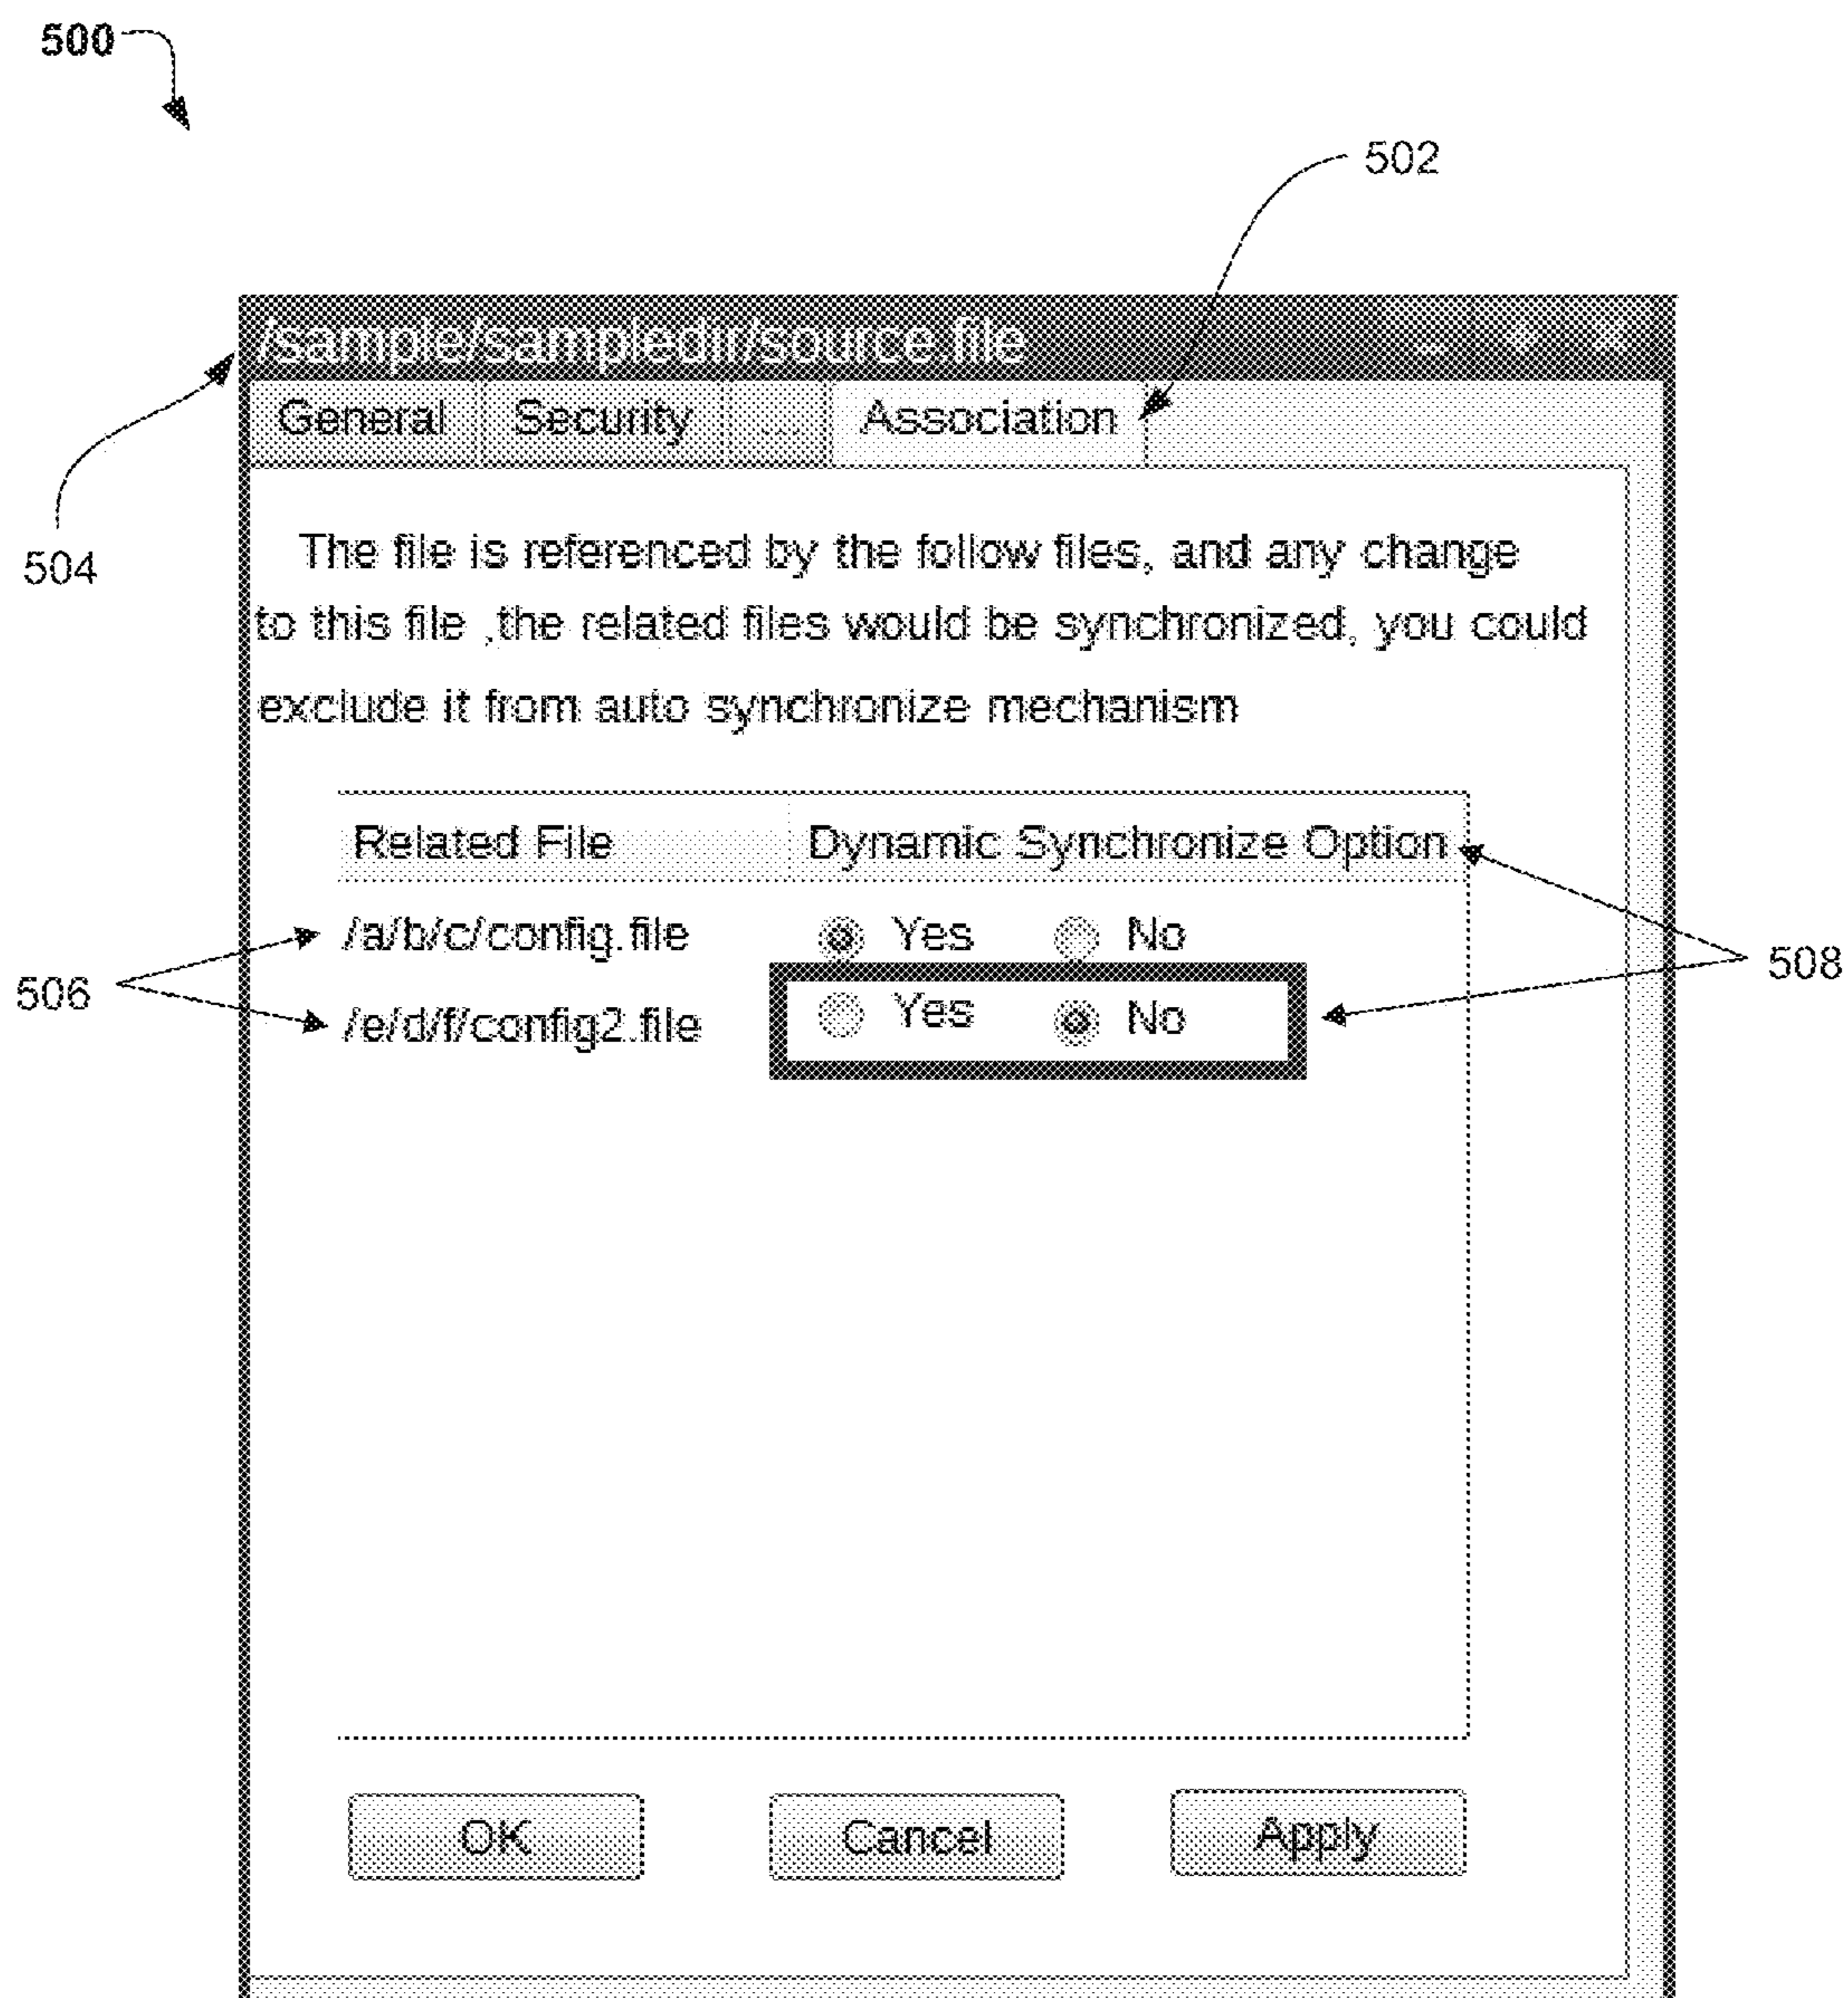 500
502
/sample/sampledir/source.file
General Security ... Association
504
The file is referenced by the follow files, and any change
to this file ,the related files would be synchronized, you could
exclude it from auto synchronize mechanism
Related File Dynamic Synchronize Option
/a/b/c/config.file Yes No
506
508
/e/d/f/config2.file Yes No
OK Cancel Apply